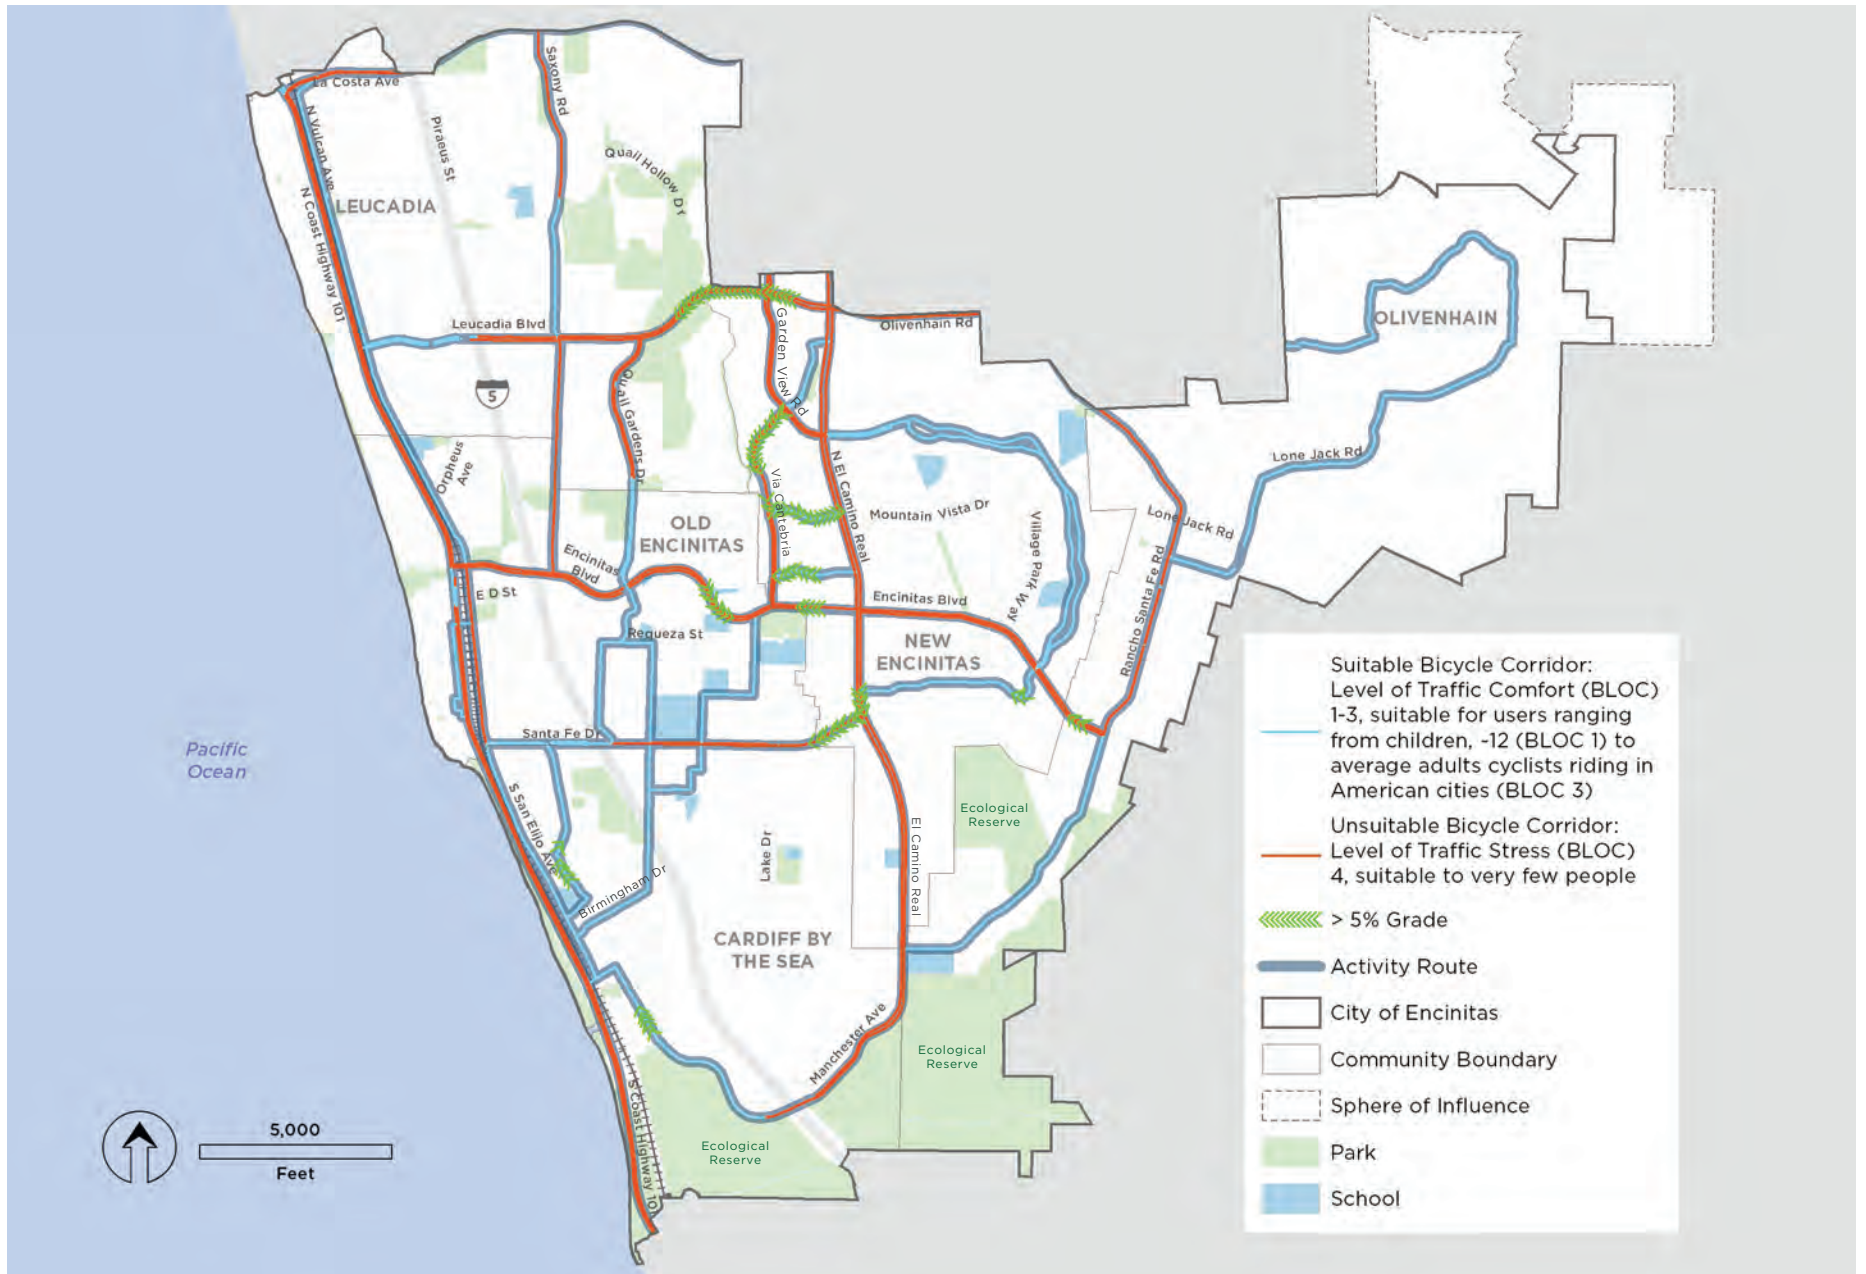 La Costa Ave
Saxony Rd
N Vulcan Ave
Piraeus St
Quail Hollow Dr
LEUCADIA
N Coast Highway 101
Leucadia Blvd
Garden View Rd
Olivenhain Rd
OLIVENHAIN
5
Quail Gardens Dr
Orpheus
Ave
Lone Jack Rd
N El Camino Real
Via Cantebria
Mountain Vista Dr
Village Park Way
Lone Jack Rd
OLD
ENCINITAS
Encinitas
Blvd
Rancho Santa Fe Rd
E D St
Encinitas Blvd
Requeza St
NEW
ENCINITAS
Santa Fe Dr
Pacific
Ocean
S San Elijo Ave
Lake Dr
El Camino Real
Ecological
Reserve
Birmingham Dr
CARDIFF BY
THE SEA
Manchester Ave
Ecological
Reserve
S Coast Highway 101
Ecological
Reserve
5,000
Feet
Suitable Bicycle Corridor:
Level of Traffic Comfort (BLOC)
1-3, suitable for users ranging
from children, ~12 (BLOC 1) to
average adults cyclists riding in
American cities (BLOC 3)
Unsuitable Bicycle Corridor:
Level of Traffic Stress (BLOC)
4, suitable to very few people
> 5% Grade
Activity Route
City of Encinitas
Community Boundary
Sphere of Influence
Park
School